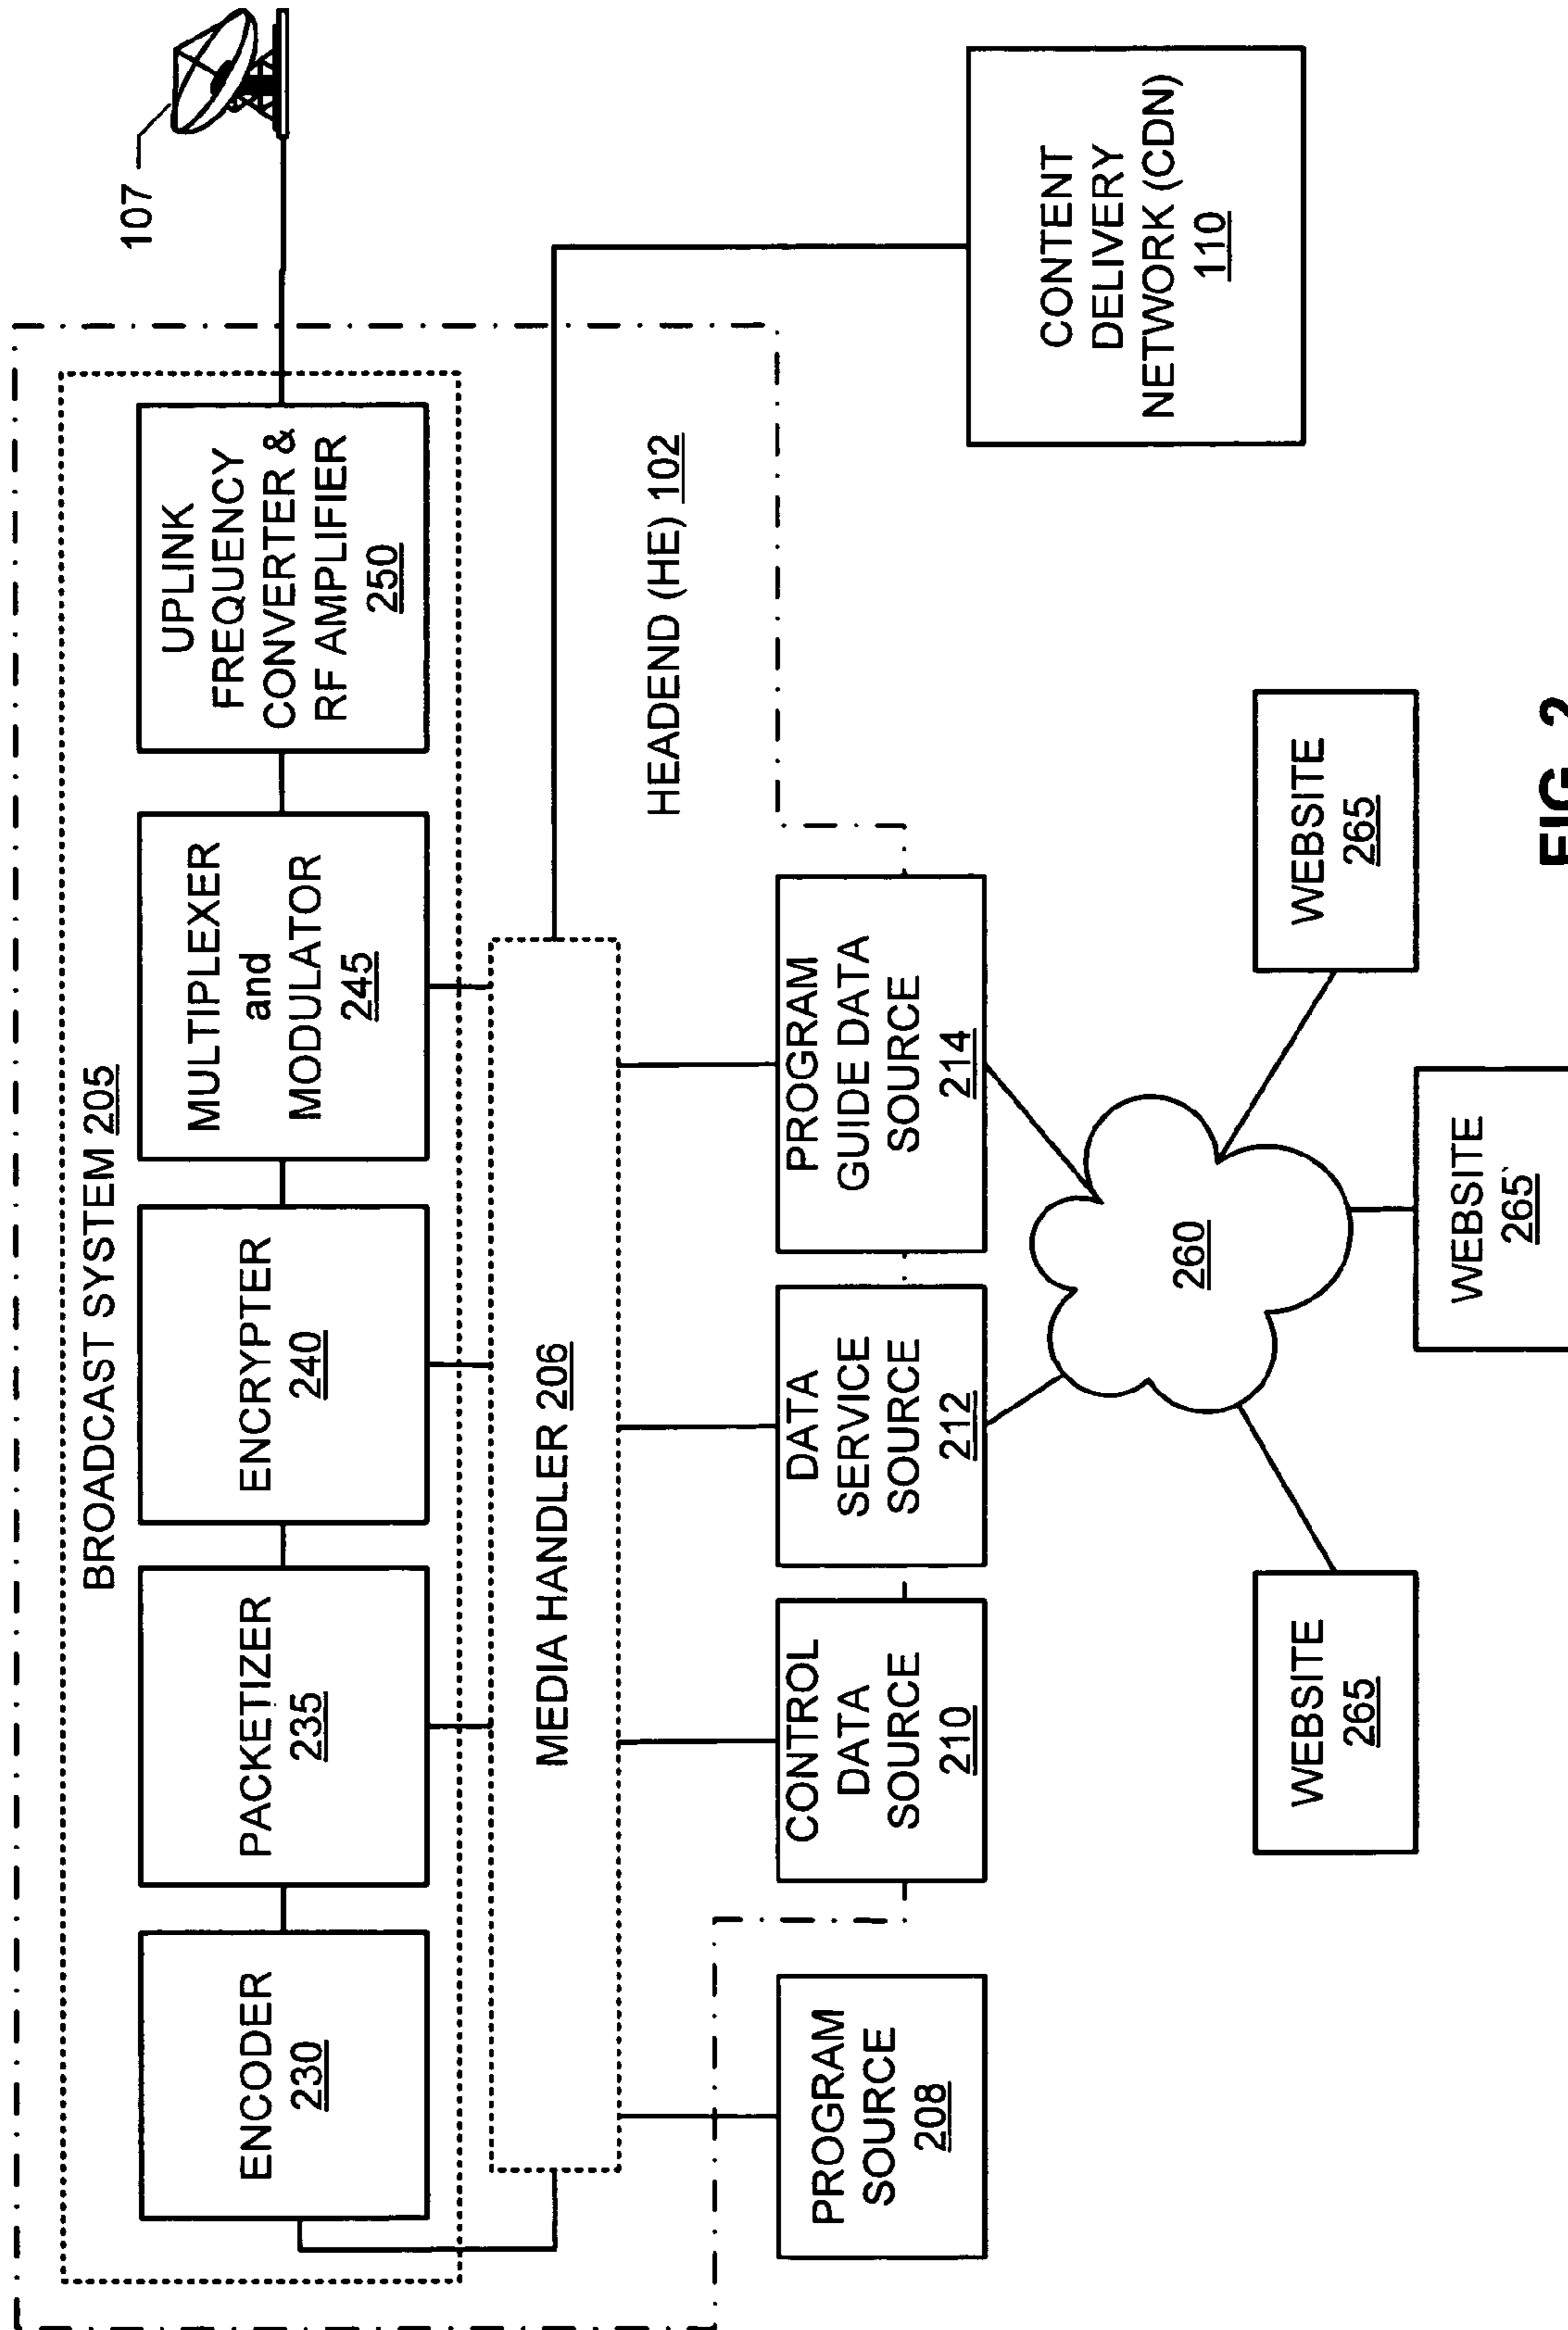 107
BROADCAST SYSTEM 205
ENCODER
230
PACKETIZER
235
ENCRYPTER
240
MULTIPLEXER
and
MODULATOR
245
UPLINK
FREQUENCY
CONVERTER &
RF AMPLIFIER
250
MEDIA HANDLER 206
HEADEND (HE) 102
PROGRAM
SOURCE
208
CONTROL
DATA
SOURCE
210
DATA
SERVICE
SOURCE
212
PROGRAM
GUIDE DATA
SOURCE
214
CONTENT
DELIVERY
NETWORK (CDN)
110
260
WEBSITE
265
WEBSITE
265
WEBSITE
265
FIG. 2